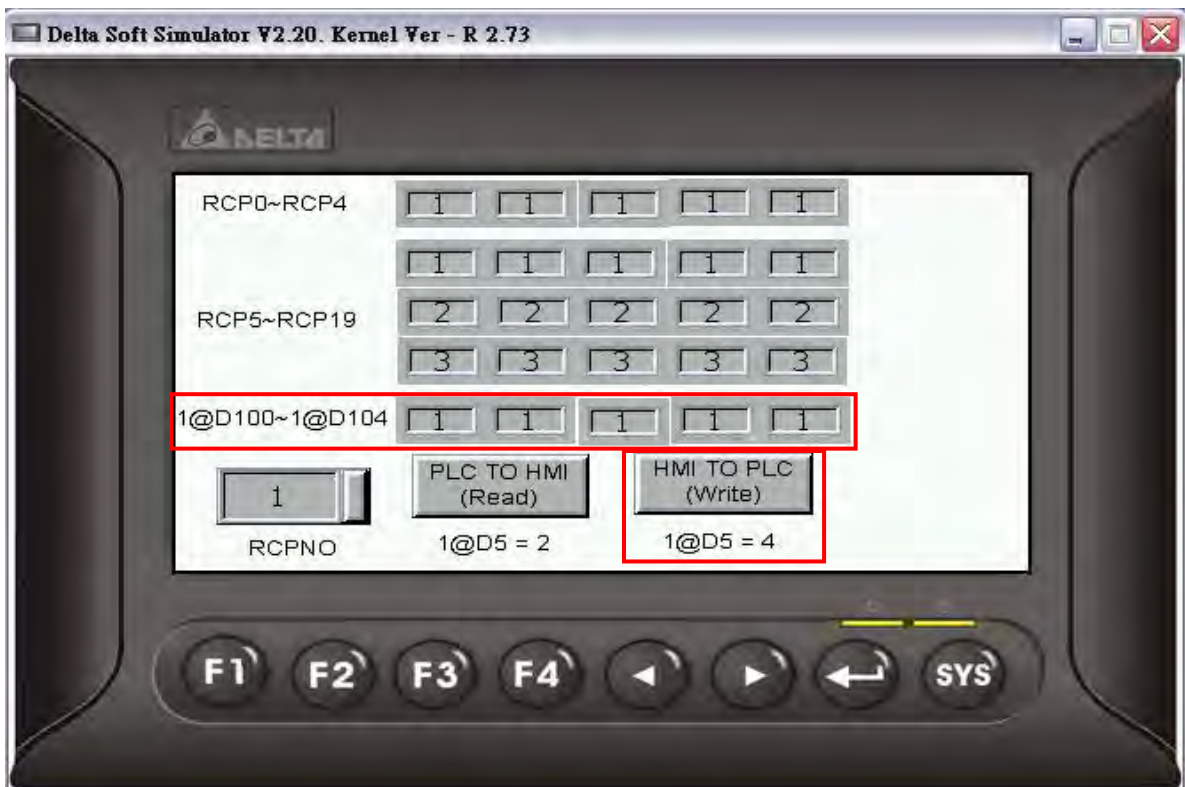 Delta Soft Simulator V2.20. Kernel Ver - R 2.73
DELTA
RCP0~RCP4 1 1 1 1 1
1 1 1 1 1
RCP5~RCP19 2 2 2 2 2
3 3 3 3 3
1@D100~1@D104 1 1 1 1 1
1
RCPNO
PLC TO HMI
(Read)
1@D5 = 2
HMI TO PLC
(Write)
1@D5 = 4
F1 F2 F3 F4 SYS